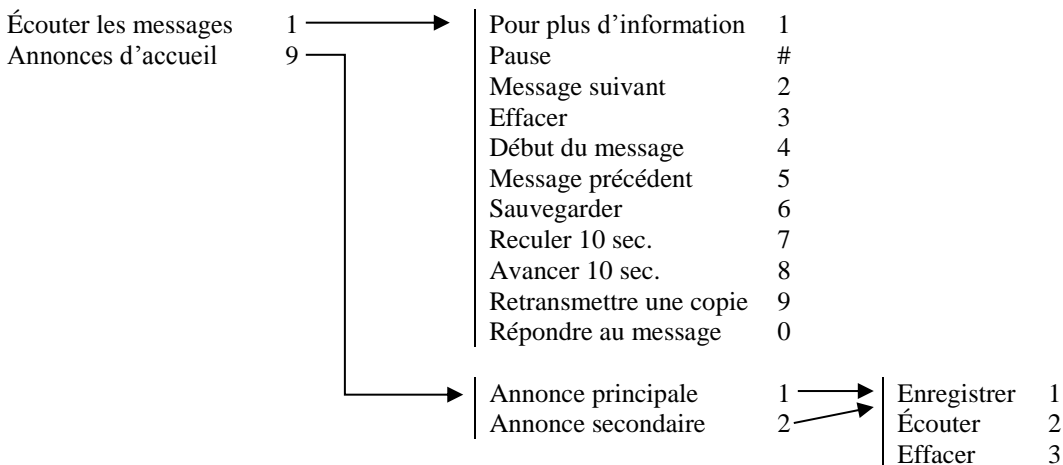 Écouter les messages 1 Pour plus d’information 1
Annonces d’accueil 9 Pause #
Message suivant 2
Effacer 3
Début du message 4
Message précédent 5
Sauvegarder 6
Reculer 10 sec. 7
Avancer 10 sec. 8
Retransmettre une copie 9
Répondre au message 0
Annonce principale 1 Enregistrer 1
Annonce secondaire 2 Écouter 2
Effacer 3